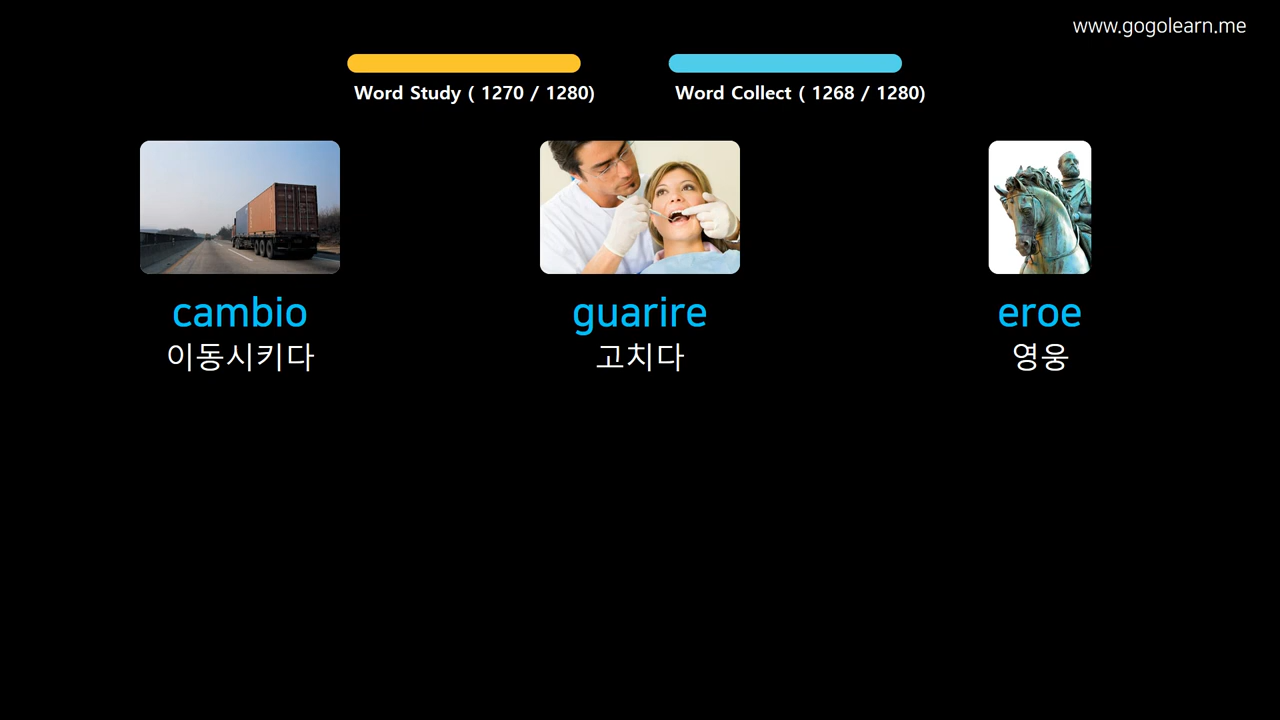 www.gogolearn.me
Word Study ( 1270 / 1280)
Word Collect ( 1268 / 1280)
cambio
이동시키다
guarire
고치다
eroe
영웅